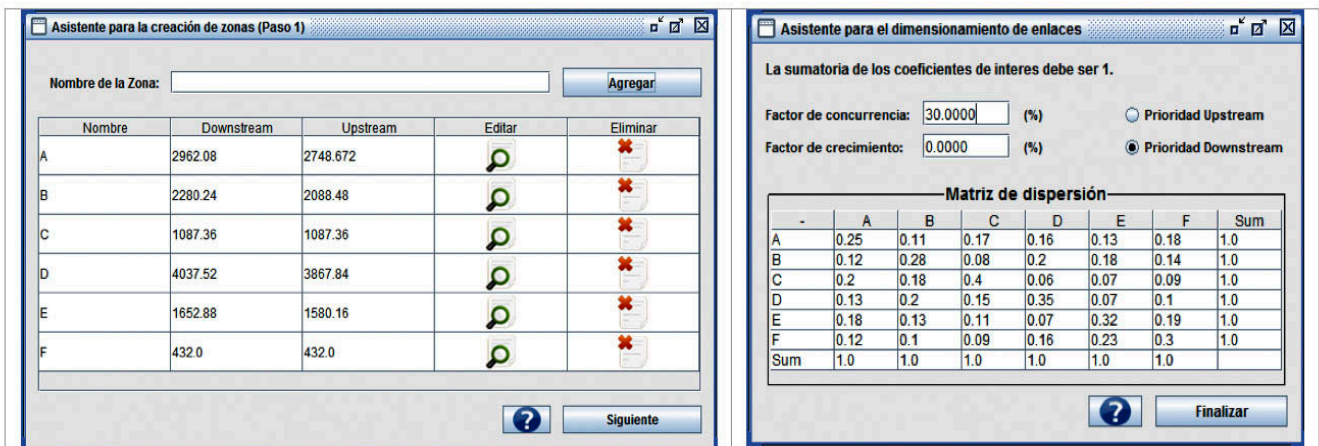 Asistente para la creación de zonas (Paso 1)
Nombre de la Zona:
Agregar
Nombre Downstream Upstream Editar Eliminar
A 2962.08 2748.672
B 2280.24 2088.48
C 1087.36 1087.36
D 4037.52 3867.84
E 1652.88 1580.16
F 432.0 432.0
? Siguiente
Asistente para el dimensionamiento de enlaces
La sumatoria de los coeficientes de interes debe ser 1.
Factor de concurrencia: 30.0000 (%) Prioridad Upstream
Factor de crecimiento: 0.0000 (%) Prioridad Downstream
Matriz de dispersión
- A B C D E F Sum
A 0.25 0.11 0.17 0.16 0.13 0.18 1.0
B 0.12 0.28 0.08 0.2 0.18 0.14 1.0
C 0.2 0.18 0.4 0.06 0.07 0.09 1.0
D 0.13 0.2 0.15 0.35 0.07 0.1 1.0
E 0.18 0.13 0.11 0.07 0.32 0.19 1.0
F 0.12 0.1 0.09 0.16 0.23 0.3 1.0
Sum 1.0 1.0 1.0 1.0 1.0 1.0
? Finalizar